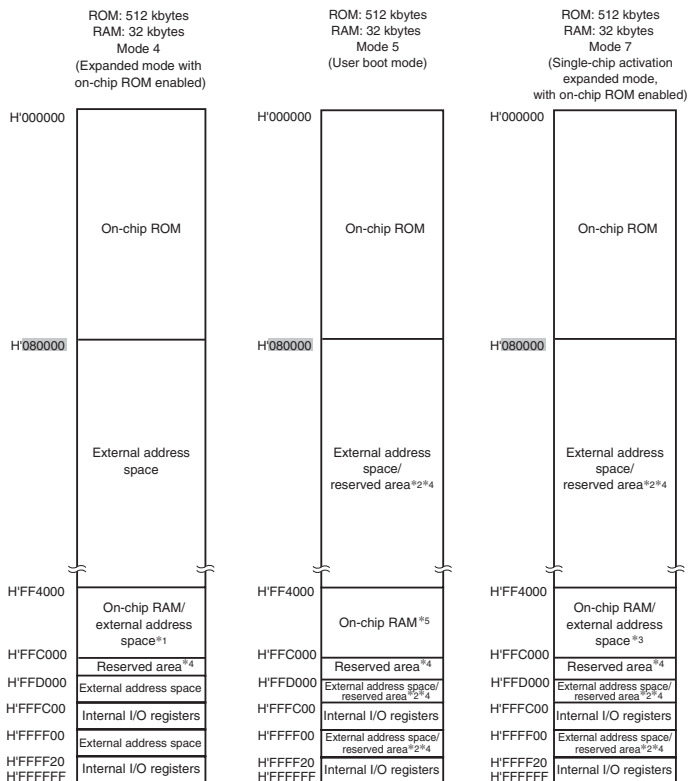 ROM: 512 kbytes
RAM: 32 kbytes
Mode 4
(Expanded mode with
on-chip ROM enabled)
H'000000
On-chip ROM
H'080000
External address
space
H'FF4000
On-chip RAM/
external address
space*1
H'FFC000
Reserved area*4
H'FFD000
External address space
H'FFFC00
Internal I/O registers
H'FFFF00
External address space
H'FFFF20
Internal I/O registers
H'FFFFFF
ROM: 512 kbytes
RAM: 32 kbytes
Mode 5
(User boot mode)
H'000000
On-chip ROM
H'080000
External address
space/
reserved area*2*4
H'FF4000
On-chip RAM*5
H'FFC000
Reserved area*4
H'FFD000
External address space/
reserved area*2*4
H'FFFC00
Internal I/O registers
H'FFFF00
External address space/
reserved area*2*4
H'FFFF20
Internal I/O registers
H'FFFFFF
ROM: 512 kbytes
RAM: 32 kbytes
Mode 7
(Single-chip activation
expanded mode,
with on-chip ROM enabled)
H'000000
On-chip ROM
H'080000
External address
space/
reserved area*2*4
H'FF4000
On-chip RAM/
external address
space*3
H'FFC000
Reserved area*4
H'FFD000
External address space/
reserved area*2*4
H'FFFC00
Internal I/O registers
H'FFFF00
External address space/
reserved area*2*4
H'FFFF20
Internal I/O registers
H'FFFFFF